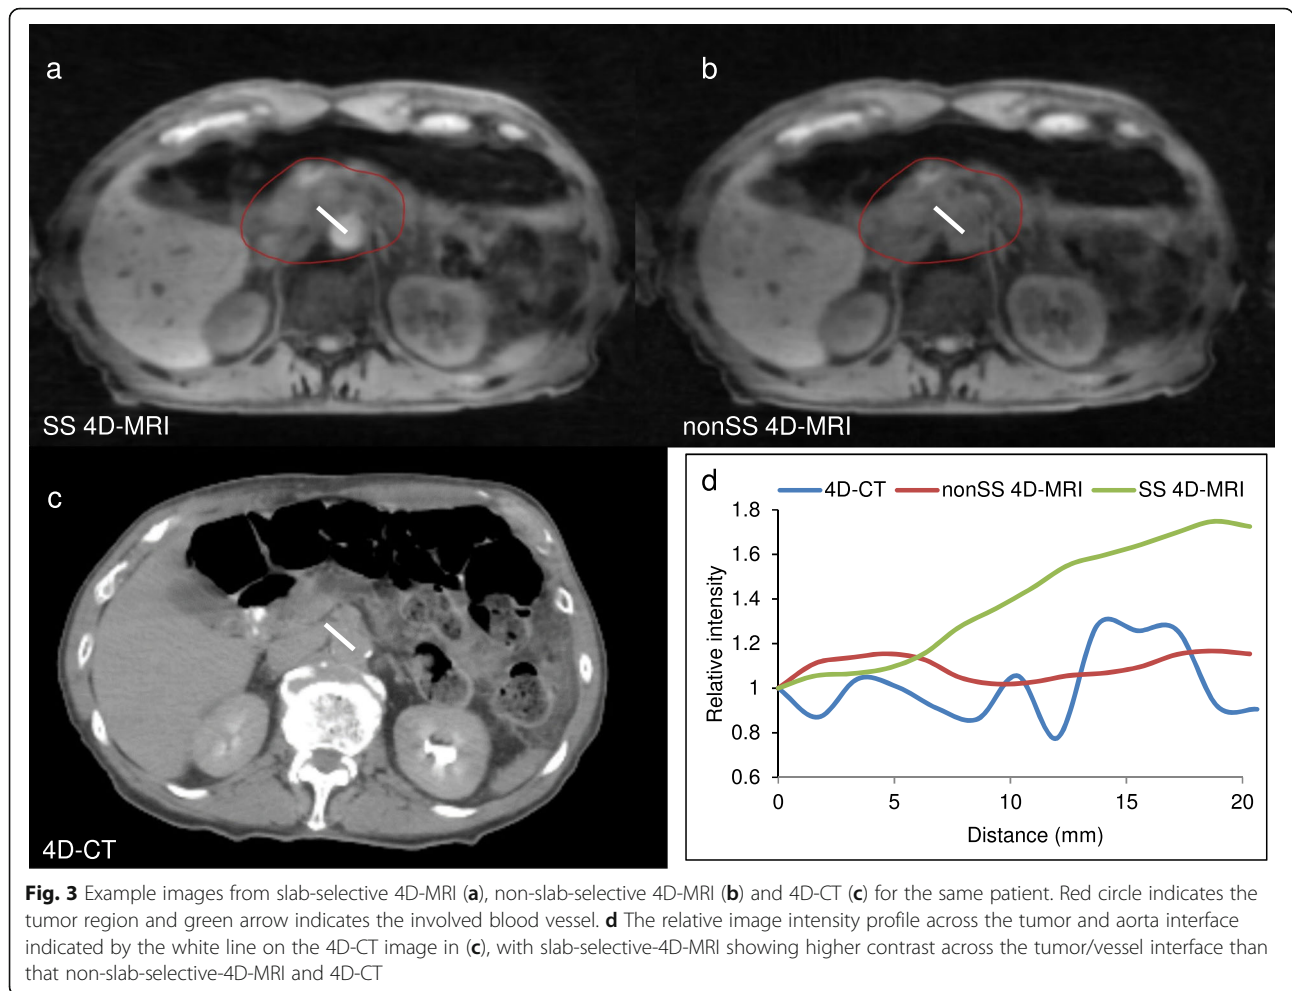 a
b
SS 4D-MRI
nonSS 4D-MRI
c
4D-CT
d
4D-CT nonSS 4D-MRI SS 4D-MRI
1.8
1.6
1.4
1.2
1
0.8
0.6
Relative intensity
0 5 10 15 20
Distance (mm)
Fig. 3 Example images from slab-selective 4D-MRI (a), non-slab-selective 4D-MRI (b) and 4D-CT (c) for the same patient. Red circle indicates the
tumor region and green arrow indicates the involved blood vessel. d The relative image intensity profile across the tumor and aorta interface
indicated by the white line on the 4D-CT image in (c), with slab-selective-4D-MRI showing higher contrast across the tumor/vessel interface than
that non-slab-selective-4D-MRI and 4D-CT